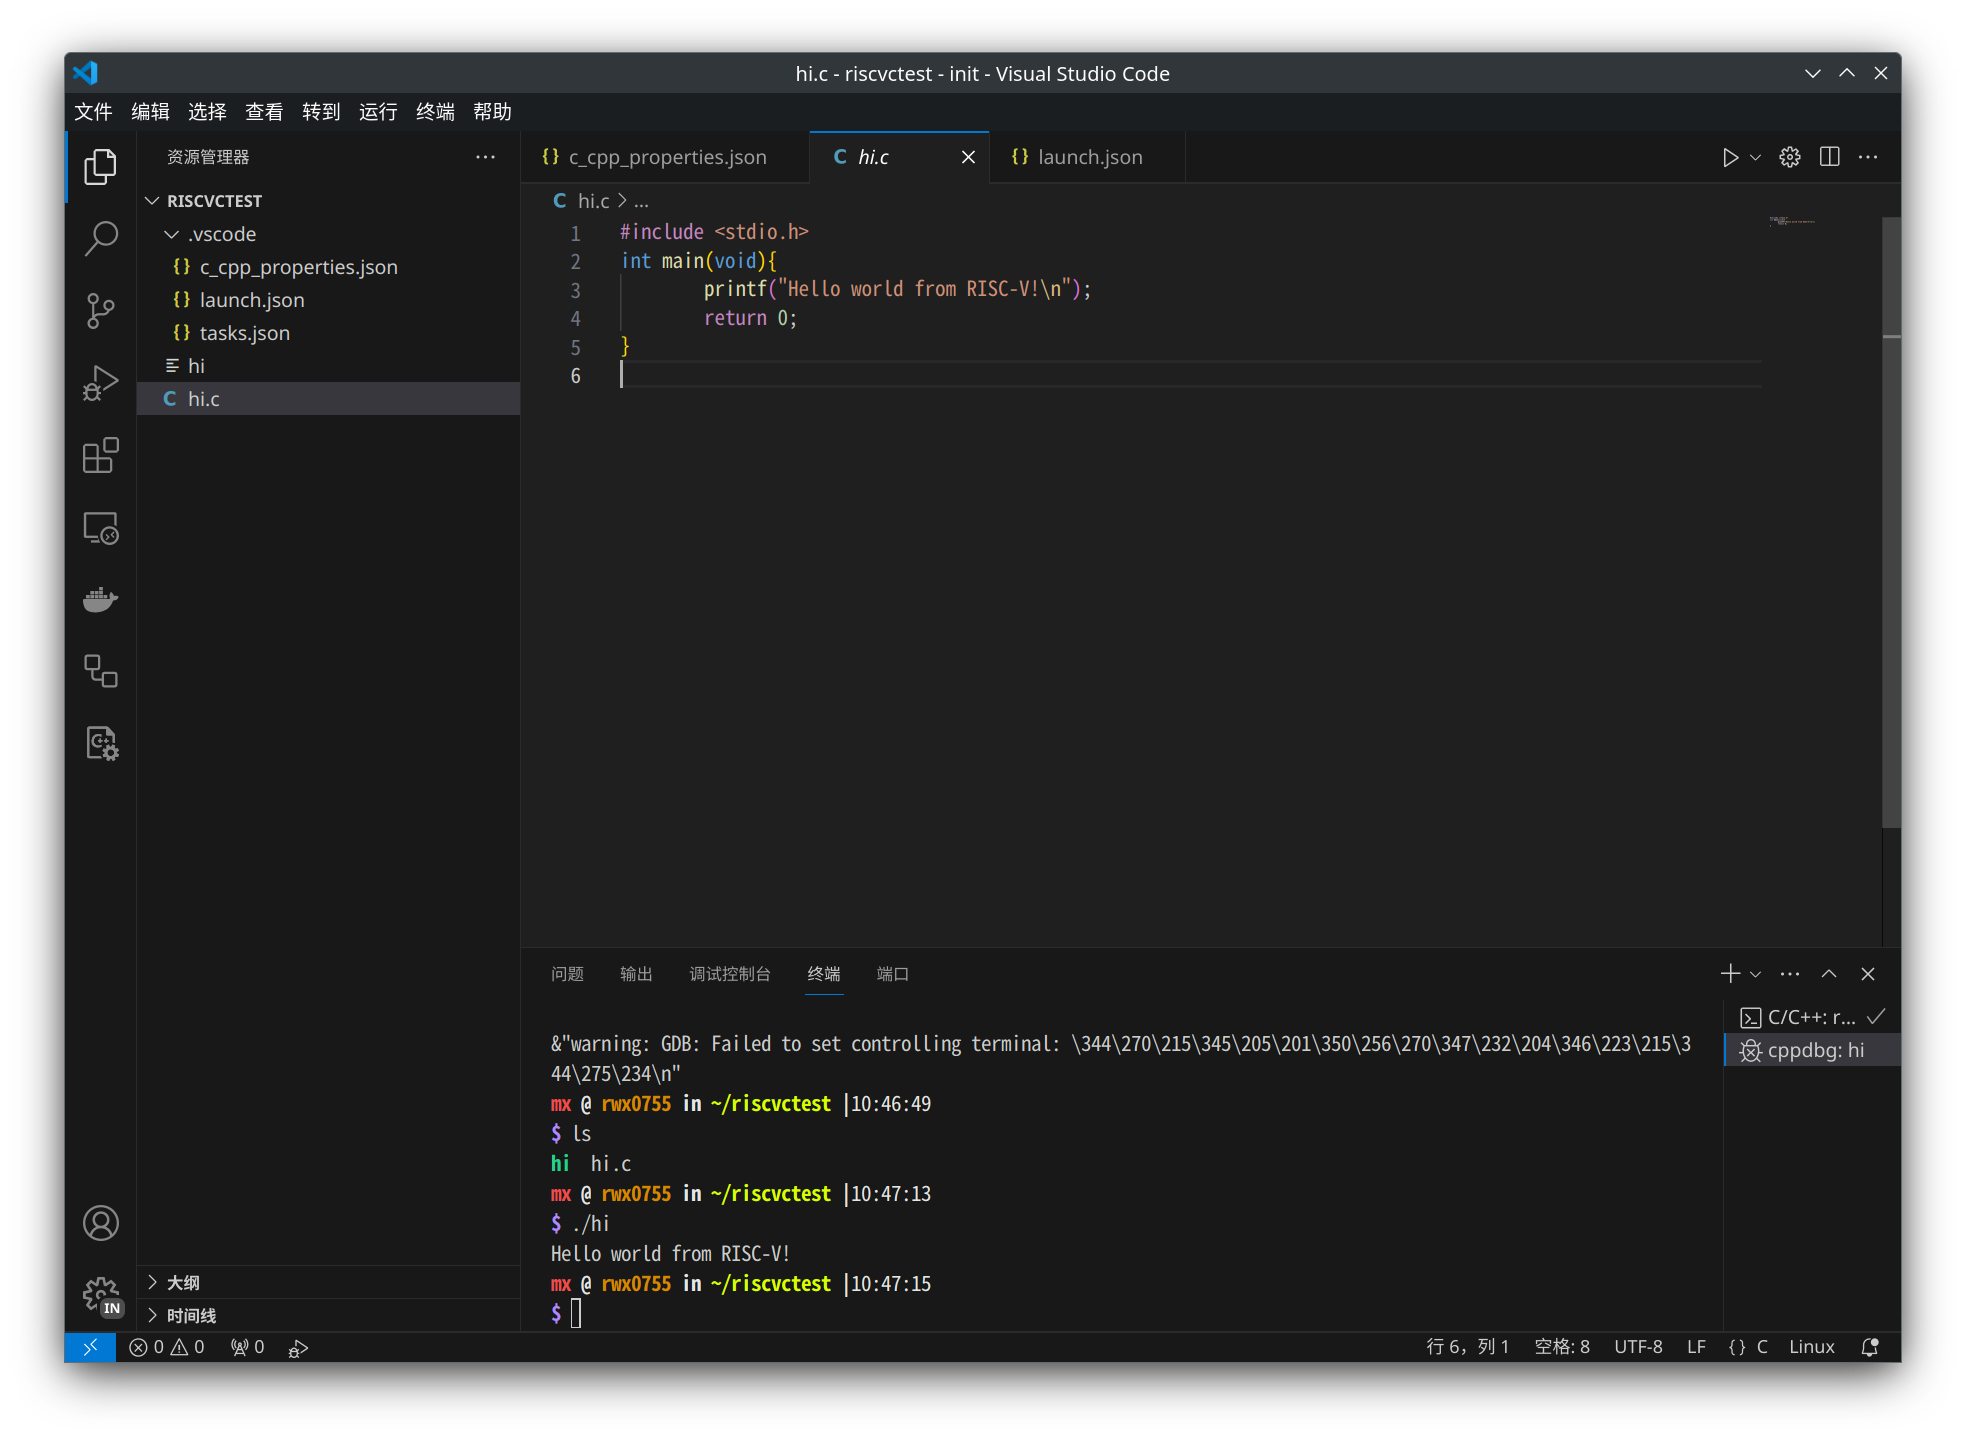 hi.c - riscvctest - init - Visual Studio Code
文件 编辑 选择 查看 转到 运行 终端 帮助
资源管理器
RISCVCTEST
.vscode
{} c_cpp_properties.json
{} launch.json
{} tasks.json
hi
C hi.c
大纲
时间线
IN
{} c_cpp_properties.json
C hi.c
{} launch.json
C hi.c > ...
1 #include <stdio.h>
2 int main(void){
3 printf("Hello world from RISC-V!\n");
4 return 0;
5 }
6
问题 输出 调试控制台 终端 端口
&"warning: GDB: Failed to set controlling terminal: \344\270\215\345\205\201\350\256\270\347\232\204\346\223\215\3
44\275\234\n"
mx @ rwx0755 in ~/riscvctest |10:46:49
$ ls
hi hi.c
mx @ rwx0755 in ~/riscvctest |10:47:13
$ ./hi
Hello world from RISC-V!
mx @ rwx0755 in ~/riscvctest |10:47:15
$
C/C++: r...
cppdbg: hi
0 0 0
行 6，列 1 空格: 8 UTF-8 LF {} C Linux